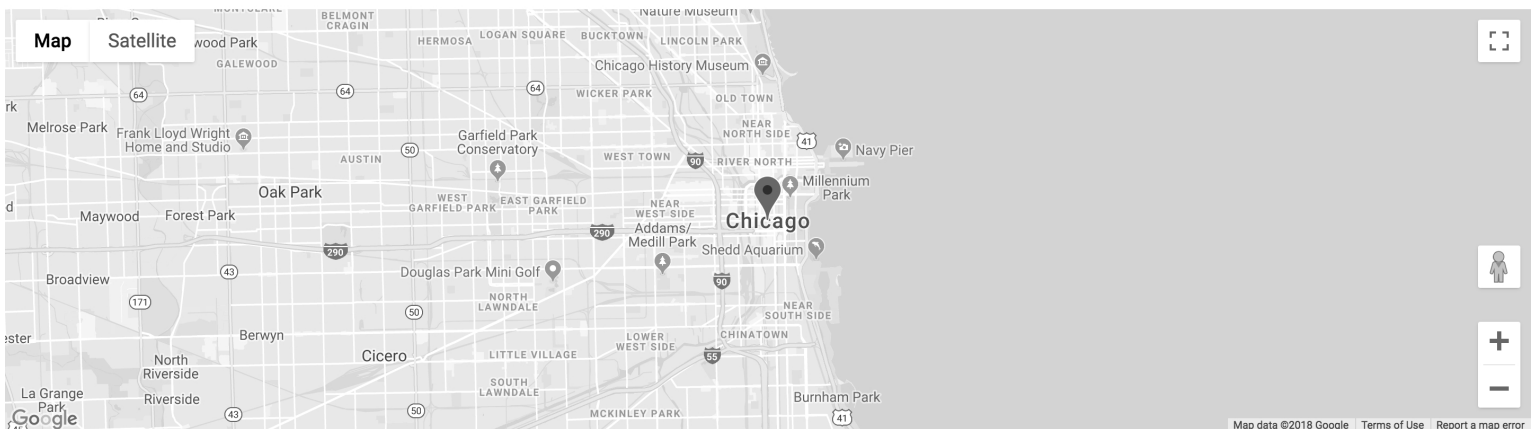 MONTCLARE
BELMONT
CRAGIN
Nature Museum
Map
Satellite
wood Park
HERMOSA
LOGAN SQUARE
BUCKTOWN
LINCOLN PARK
GALEWOOD
Chicago History Museum
64
64
64
WICKER PARK
OLD TOWN
rk
Melrose Park
Frank Lloyd Wright
Home and Studio
Garfield Park
Conservatory
NEAR
NORTH SIDE
41
50
AUSTIN
WEST TOWN
90
RIVER NORTH
Navy Pier
Oak Park
Millennium
Park
d
Maywood
Forest Park
WEST
GARFIELD PARK
EAST GARFIELD
PARK
NEAR
WEST SIDE
Chicago
290
290
Addams/
Medill Park
Shedd Aquarium
Broadview
43
Douglas Park Mini Golf
90
171
NORTH
LAWNDALE
50
NEAR
SOUTH SIDE
ester
Berwyn
LOWER
WEST SIDE
CHINATOWN
North
Riverside
Cicero
LITTLE VILLAGE
55
La Grange
Park
Riverside
SOUTH
LAWNDALE
Burnham Park
Google
43
50
MCKINLEY PARK
41
Map data ©2018 Google
Terms of Use
Report a map error